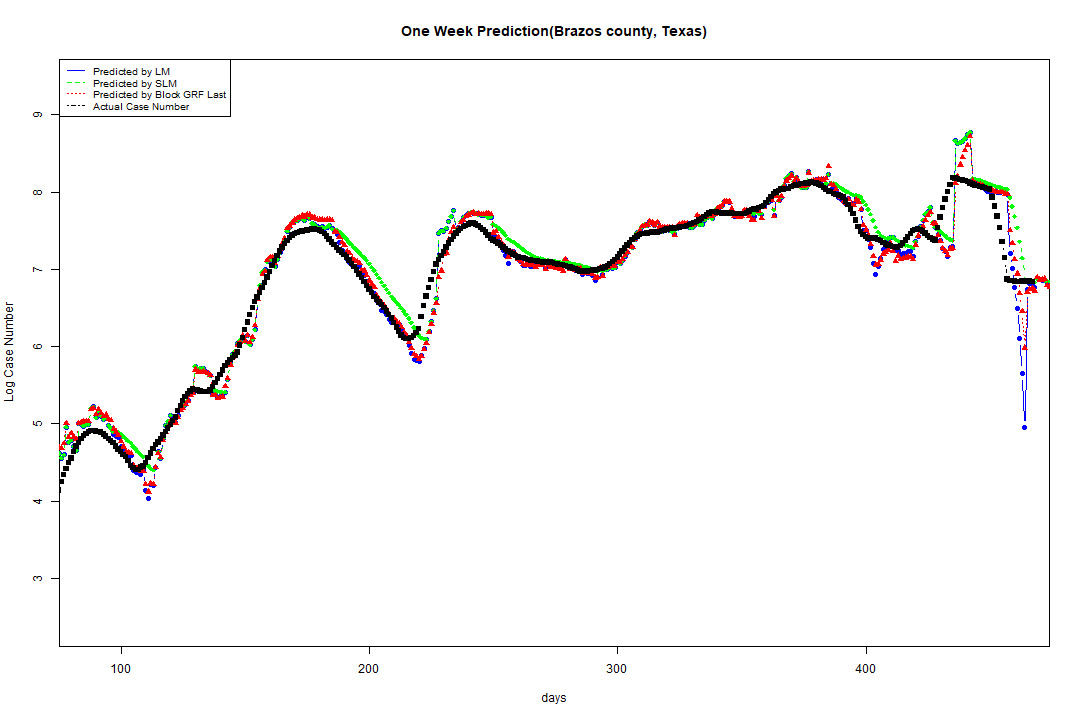 One Week Prediction(Brazos county, Texas)
Predicted by LM
Predicted by SLM
Predicted by Block GRF Last
Actual Case Number
9
8
7
6
5
4
3
Log Case Number
100 200 300 400
days